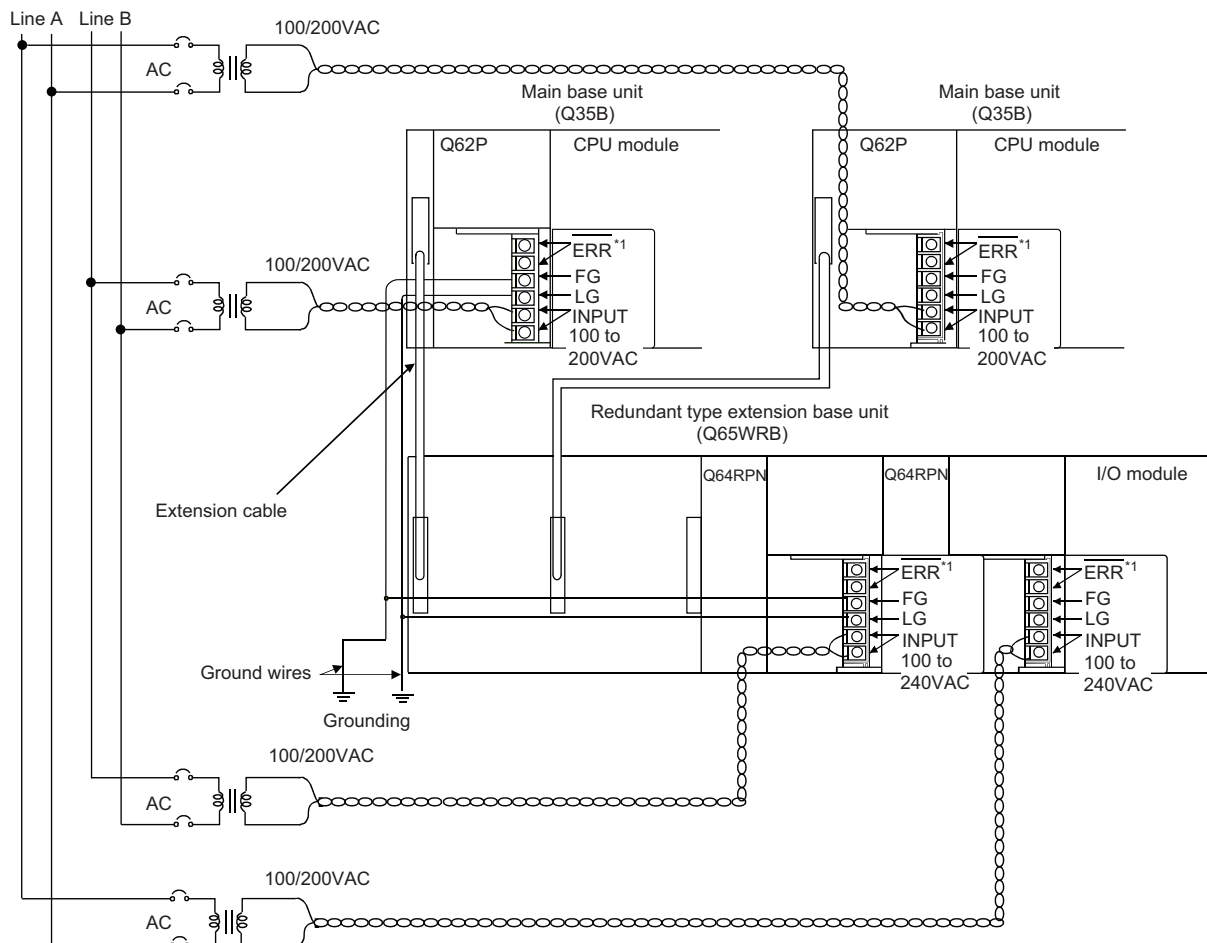 Line A Line B
100/200VAC
AC
Main base unit
(Q35B)
Main base unit
(Q35B)
Q62P
CPU module
Q62P
CPU module
100/200VAC
AC
ERR*1
FG
LG
INPUT
100 to
200VAC
ERR*1
FG
LG
INPUT
100 to
200VAC
Redundant type extension base unit
(Q65WRB)
Extension cable
Q64RPN
Q64RPN
I/O module
ERR*1
FG
LG
INPUT
100 to
240VAC
ERR*1
FG
LG
INPUT
100 to
240VAC
Ground wires
Grounding
100/200VAC
AC
100/200VAC
AC